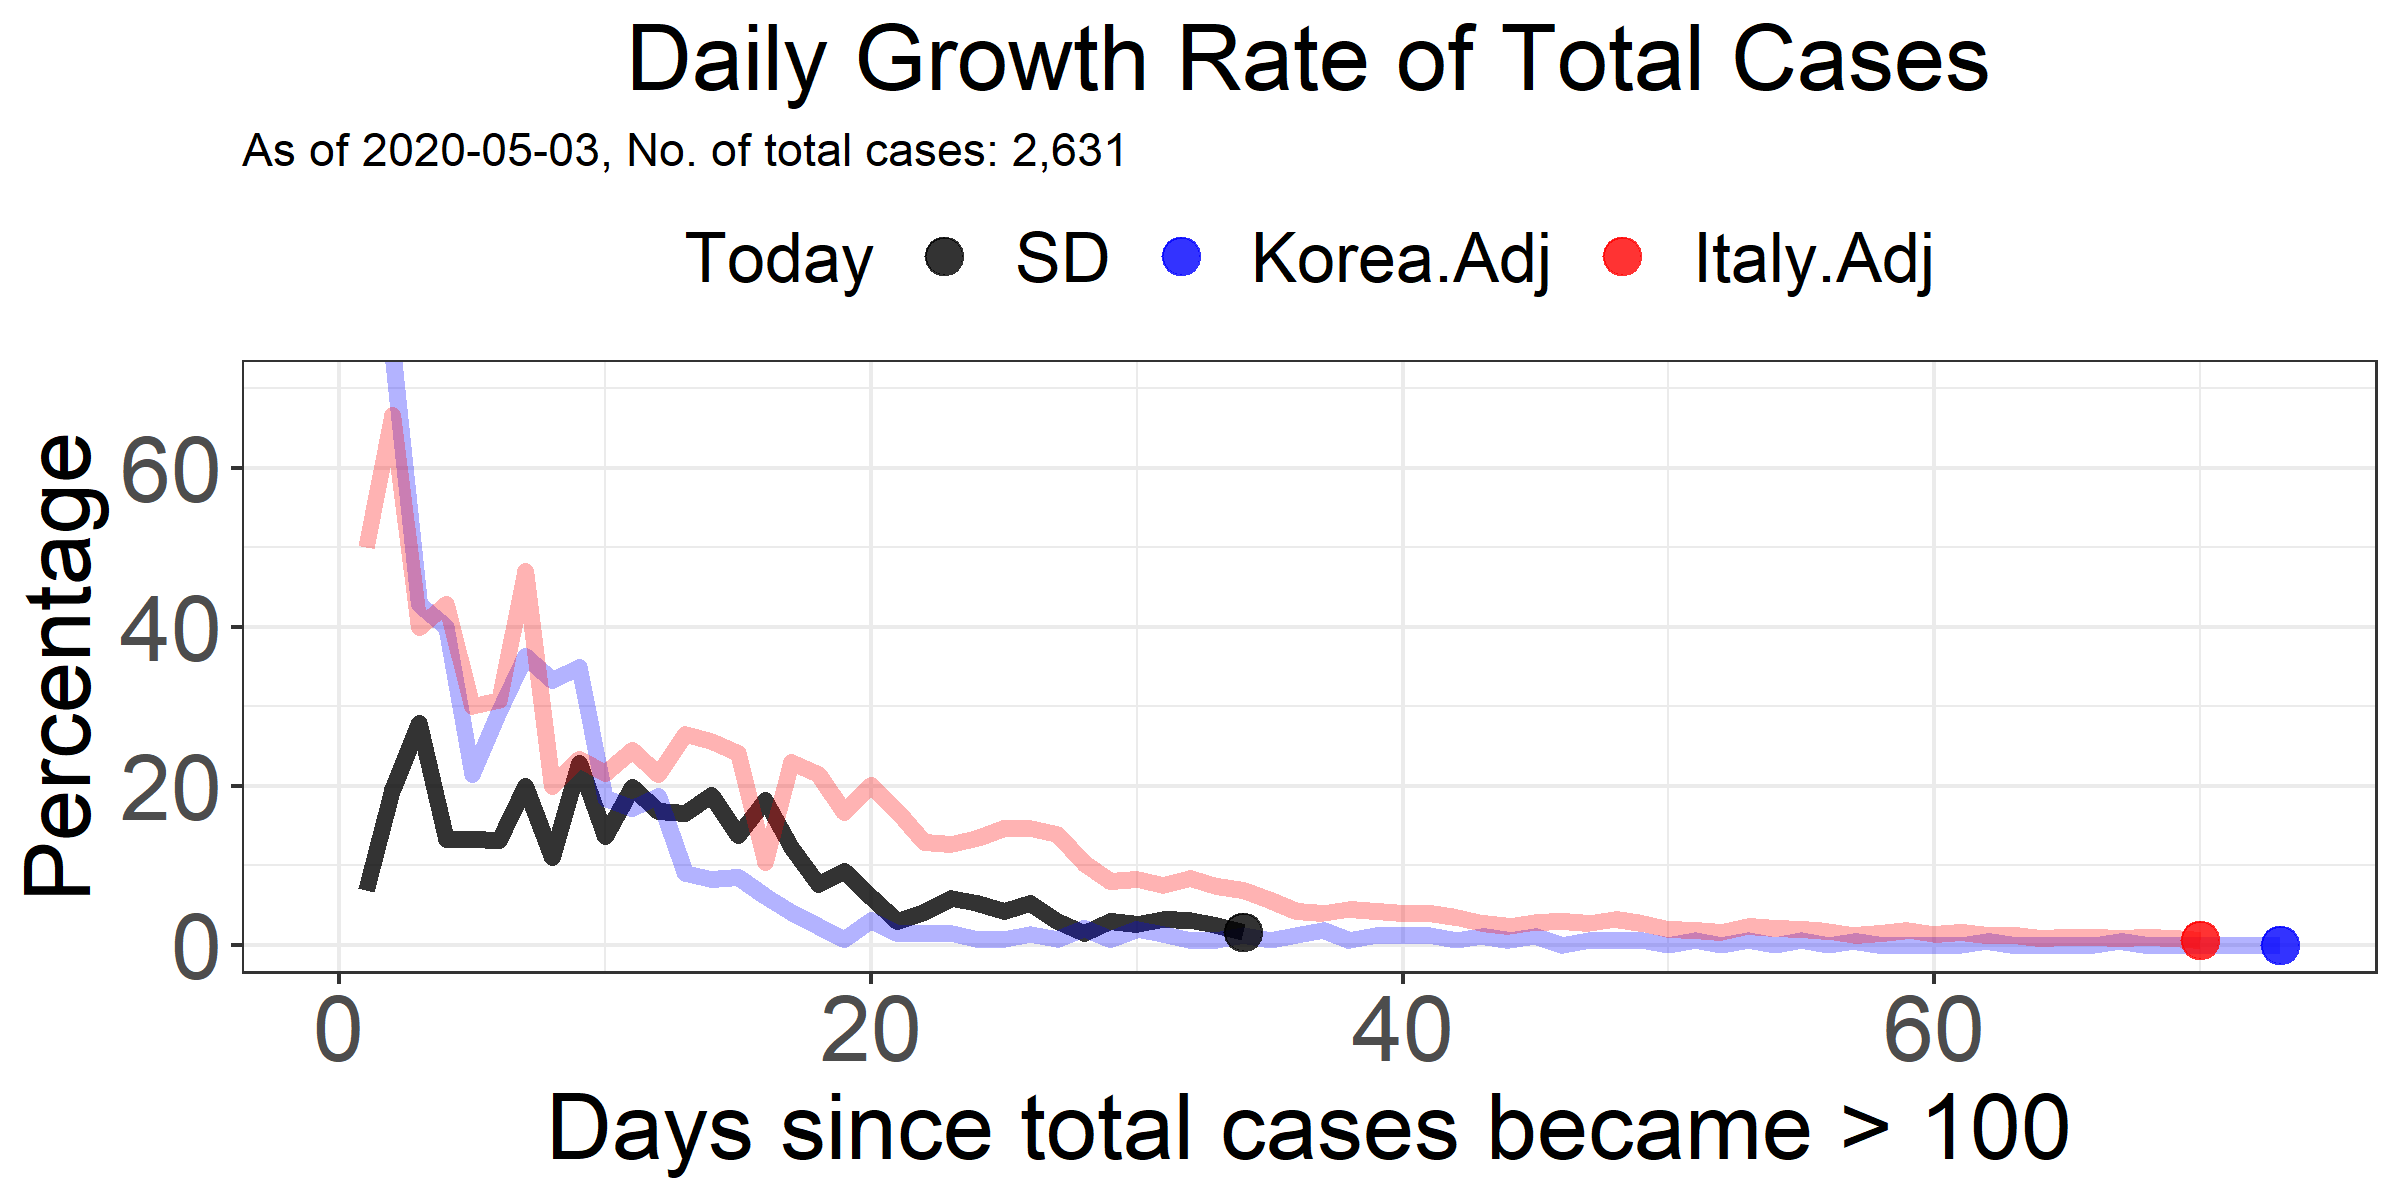 Daily Growth Rate of Total Cases
As of 2020-05-03, No. of total cases: 2,631
Today SD Korea.Adj Italy.Adj
Percentage
60
40
20
0
0 20 40 60
Days since total cases became > 100